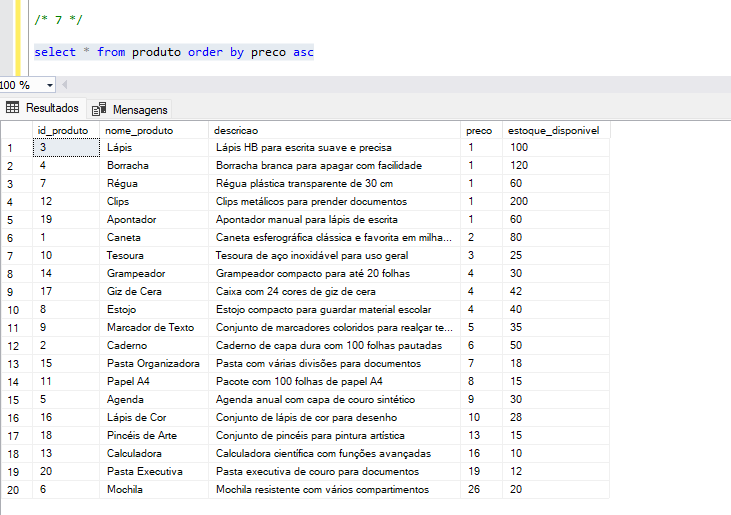 /* 7 */
select * from produto order by preco asc
100 %
Resultados Mensagens
id_produto nome_produto descricao preco estoque_disponivel
1 3 Lápis Lápis HB para escrita suave e precisa 1 100
2 4 Borracha Borracha branca para apagar com facilidade 1 120
3 7 Régua Régua plástica transparente de 30 cm 1 60
4 12 Clips Clips metálicos para prender documentos 1 200
5 19 Apontador Apontador manual para lápis de escrita 1 60
6 1 Caneta Caneta esferográfica clássica e favorita em milha... 2 80
7 10 Tesoura Tesoura de aço inoxidável para uso geral 3 25
8 14 Grampeador Grampeador compacto para até 20 folhas 4 30
9 17 Giz de Cera Caixa com 24 cores de giz de cera 4 42
10 8 Estojo Estojo compacto para guardar material escolar 4 40
11 9 Marcador de Texto Conjunto de marcadores coloridos para realçar te... 5 35
12 2 Caderno Caderno de capa dura com 100 folhas pautadas 6 50
13 15 Pasta Organizadora Pasta com várias divisões para documentos 7 18
14 11 Papel A4 Pacote com 100 folhas de papel A4 8 15
15 5 Agenda Agenda anual com capa de couro sintético 9 30
16 16 Lápis de Cor Conjunto de lápis de cor para desenho 10 28
17 18 Pincéis de Arte Conjunto de pincéis para pintura artística 13 15
18 13 Calculadora Calculadora científica com funções avançadas 16 10
19 20 Pasta Executiva Pasta executiva de couro para documentos 19 12
20 6 Mochila Mochila resistente com vários compartimentos 26 20